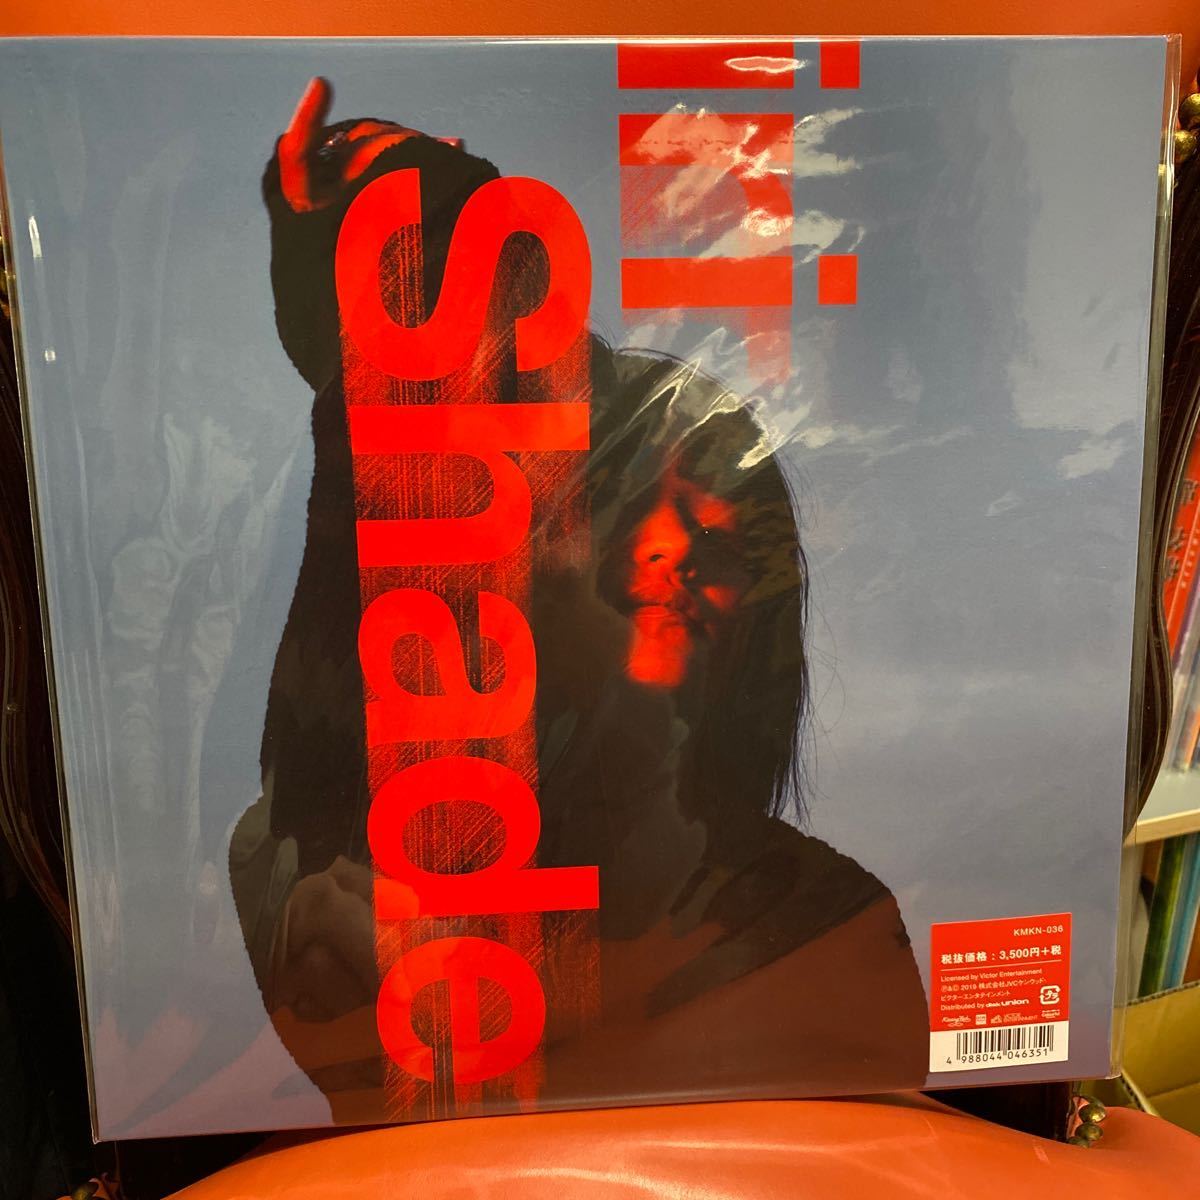 iri
Shade
KMKN-036
税抜価格：3,500円+税
Licensed by Victor Entertainment
Ⓟ&Ⓒ 2019 株式会社JVCケンウッド・
ビクターエンタテインメント
Distributed by disk union
4 988044 046351